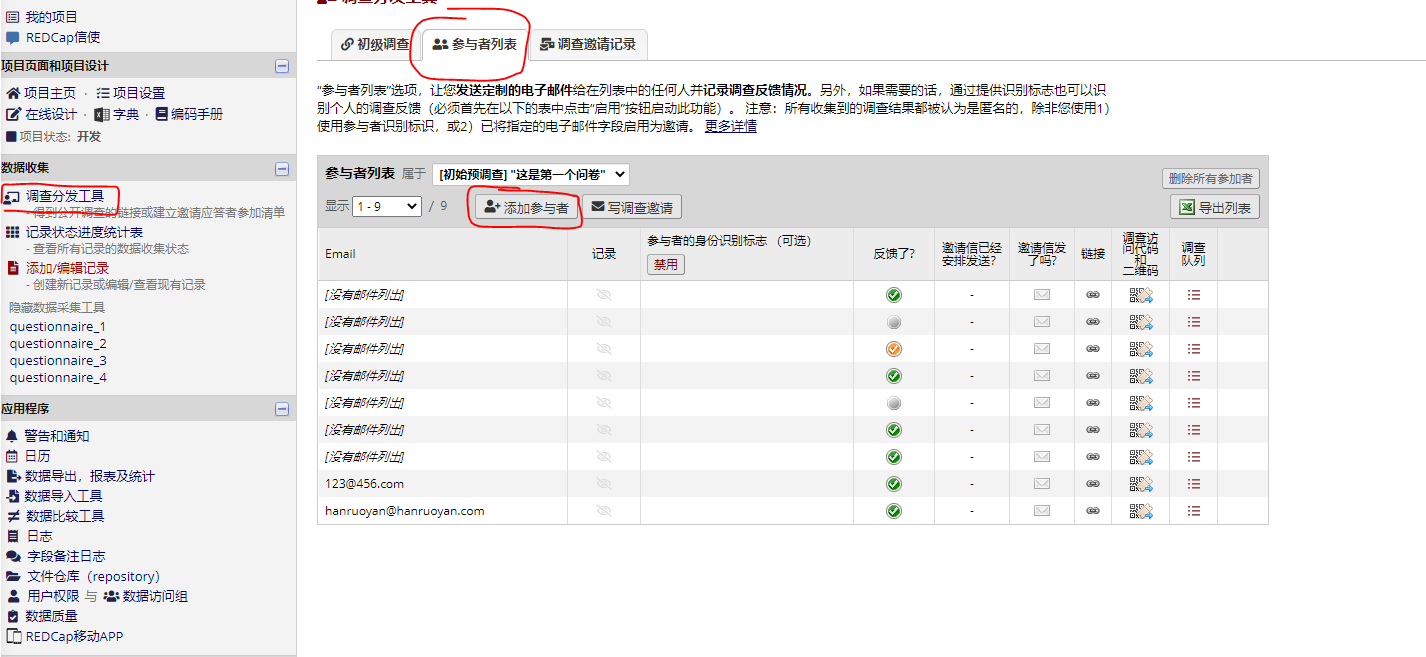 我的项目
REDCap信使
项目页面和项目设计
项目主页 · 项目设置
在线设计 · 字典 · 编码手册
项目状态: 开发
数据收集
调查分发工具
- 得到公开调查的链接或建立邀请应答者参加清单
记录状态进度统计表
- 查看所有记录的数据收集状态
添加/编辑记录
- 创建新记录或编辑/查看现有记录
隐藏数据采集工具
questionnaire_1
questionnaire_2
questionnaire_3
questionnaire_4
应用程序
警告和通知
日历
数据导出，报表及统计
数据导入工具
数据比较工具
日志
字段备注日志
文件仓库（repository）
用户权限 与 数据访问组
数据质量
REDCap移动APP
调查分发工具
初级调查 参与者列表 调查邀请记录
“参与者列表”选项，让您发送定制的电子邮件给在列表中的任何人并记录调查反馈情况。另外，如果需要的话，通过提供识别标志也可以识
别个人的调查反馈（必须首先在以下的表中点击“启用”按钮启动此功能）。 注意：所有收集到的调查结果都被认为是匿名的，除非您使用1）
使用参与者识别标识，或2）已将指定的电子邮件字段启用为邀请。 更多详情
参与者列表 属于 [初始预调查] "这是第一个问卷" 删除所有参加者
显示 1 - 9 / 9 添加参与者 写调查邀请 导出列表
Email 记录 参与者的身份识别标志 （可选） 禁用 反馈了? 邀请信已经安排发送? 邀请信发了吗? 链接 调查访问代码和二维码 调查队列
[没有邮件列出] -
[没有邮件列出] -
[没有邮件列出] -
[没有邮件列出] -
[没有邮件列出] -
[没有邮件列出] -
[没有邮件列出] -
123@456.com -
hanruoyan@hanruoyan.com -